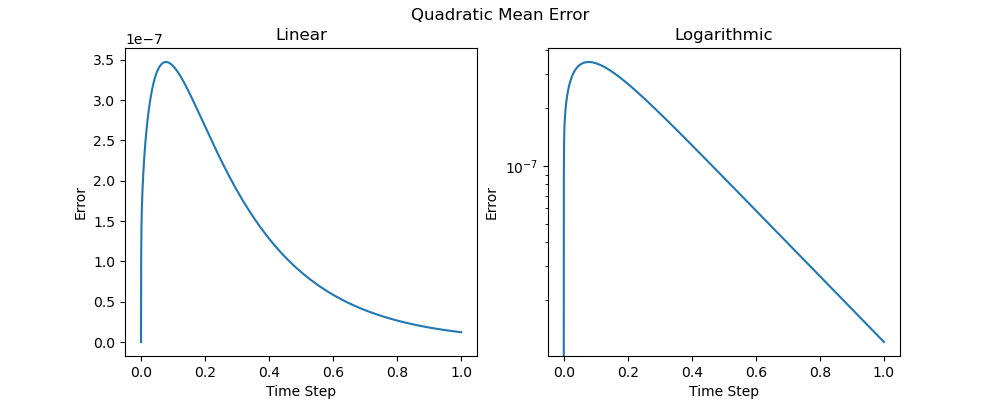 Quadratic Mean Error
Linear
1e−7
3.5
3.0
2.5
2.0
1.5
1.0
0.5
0.0
Error
0.0 0.2 0.4 0.6 0.8 1.0
Time Step
Logarithmic
10⁻⁷
Error
0.0 0.2 0.4 0.6 0.8 1.0
Time Step